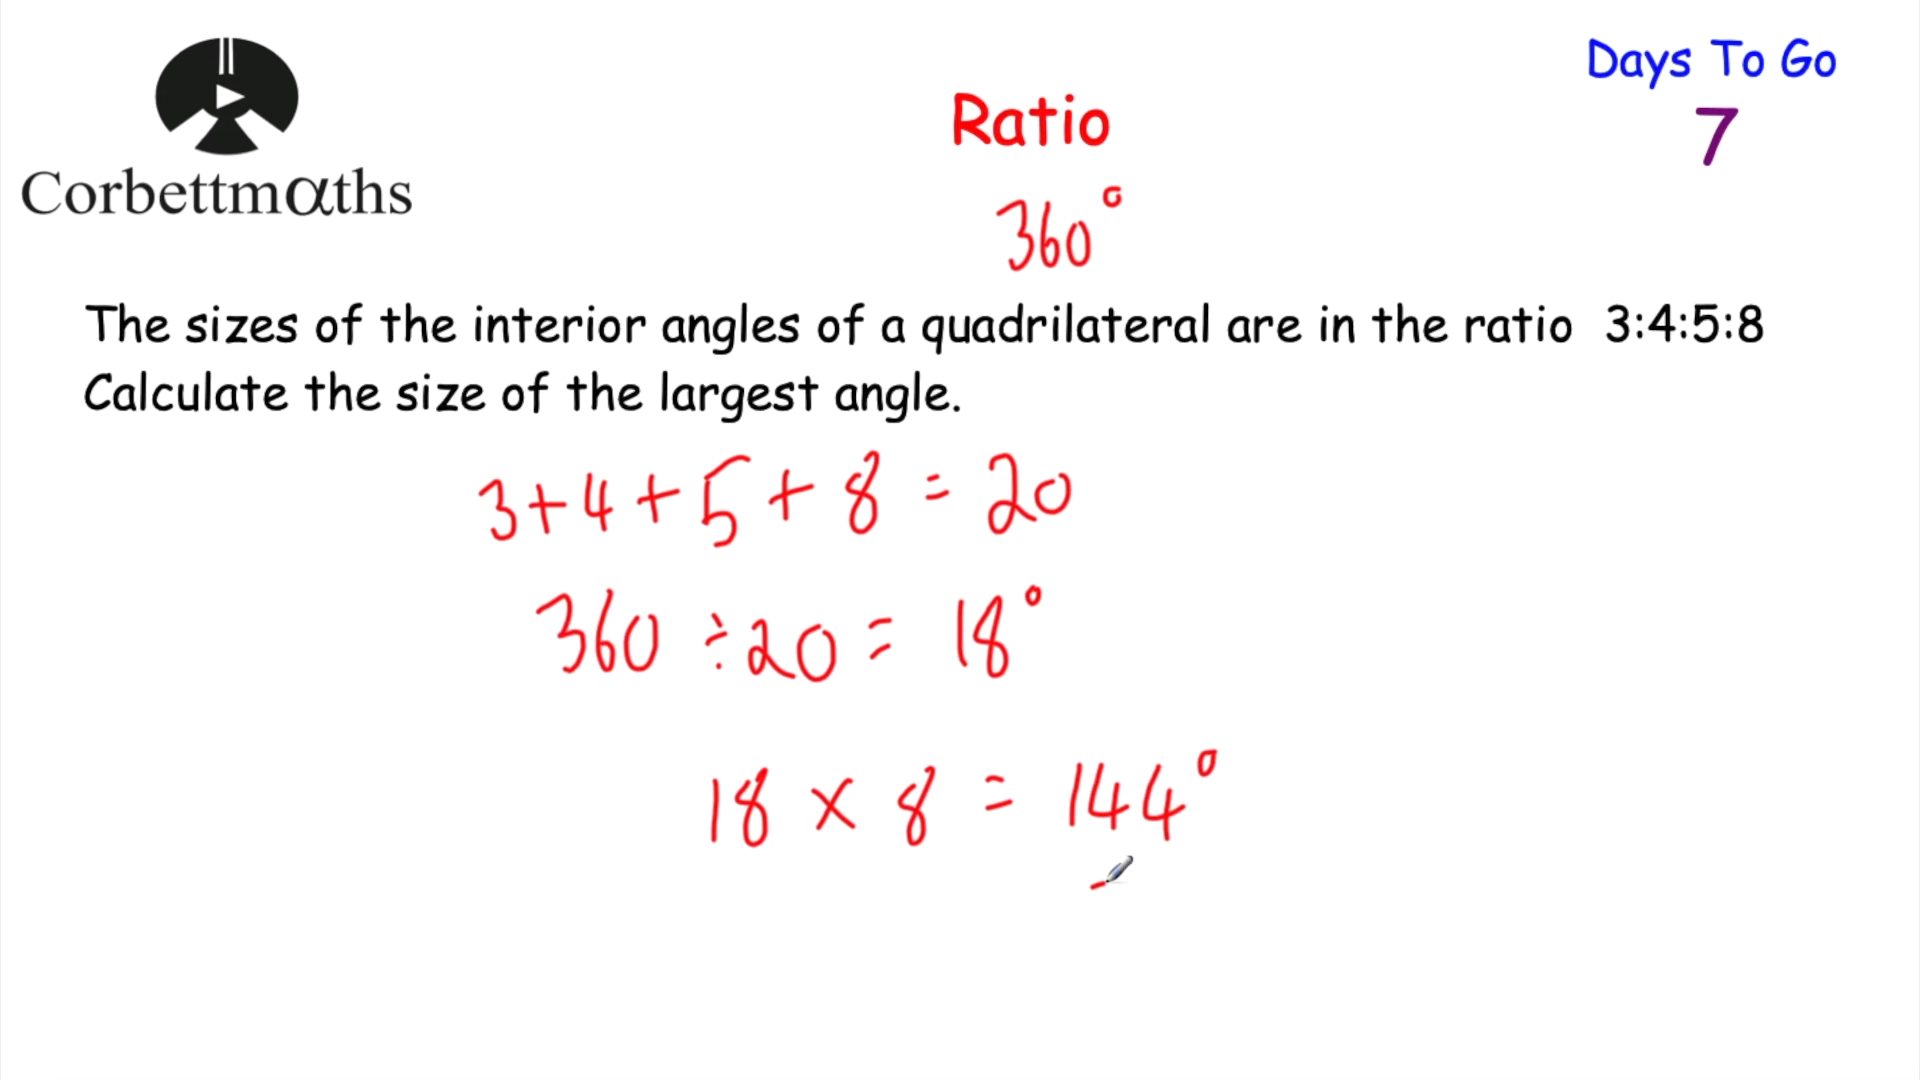 Corbettmαths
Days To Go
7
Ratio
360°
The sizes of the interior angles of a quadrilateral are in the ratio 3:4:5:8
Calculate the size of the largest angle.
3+4+5+8 = 20
360 ÷ 20 = 18°
18 × 8 = 144°